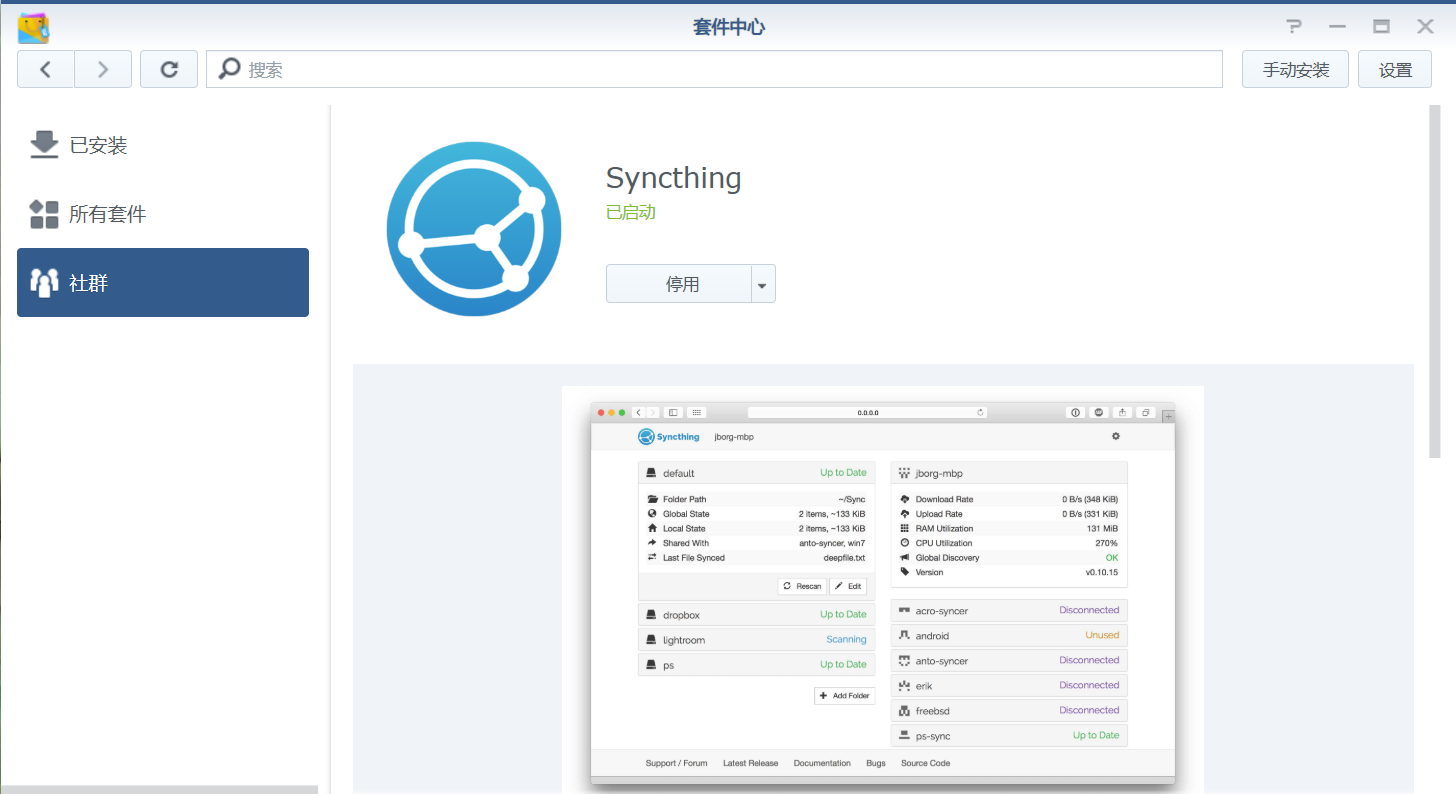 套件中心
搜索
手动安装
设置
已安装
所有套件
社群
Syncthing
已启动
停用
0.0.0.0
Syncthing jborg-mbp
default Up to Date
Folder Path ~/Sync
Global State 2 items, ~133 KiB
Local State 2 items, ~133 KiB
Shared With anto-syncer, win7
Last File Synced deepfile.txt
Rescan Edit
dropbox Up to Date
lightroom Scanning
ps Up to Date
Add Folder
jborg-mbp
Download Rate 0 B/s (348 KiB)
Upload Rate 0 B/s (331 KiB)
RAM Utilization 131 MiB
CPU Utilization 270%
Global Discovery OK
Version v0.10.15
acro-syncer Disconnected
android Unused
anto-syncer Disconnected
erik Disconnected
freebsd Disconnected
ps-sync Up to Date
Support / Forum Latest Release Documentation Bugs Source Code